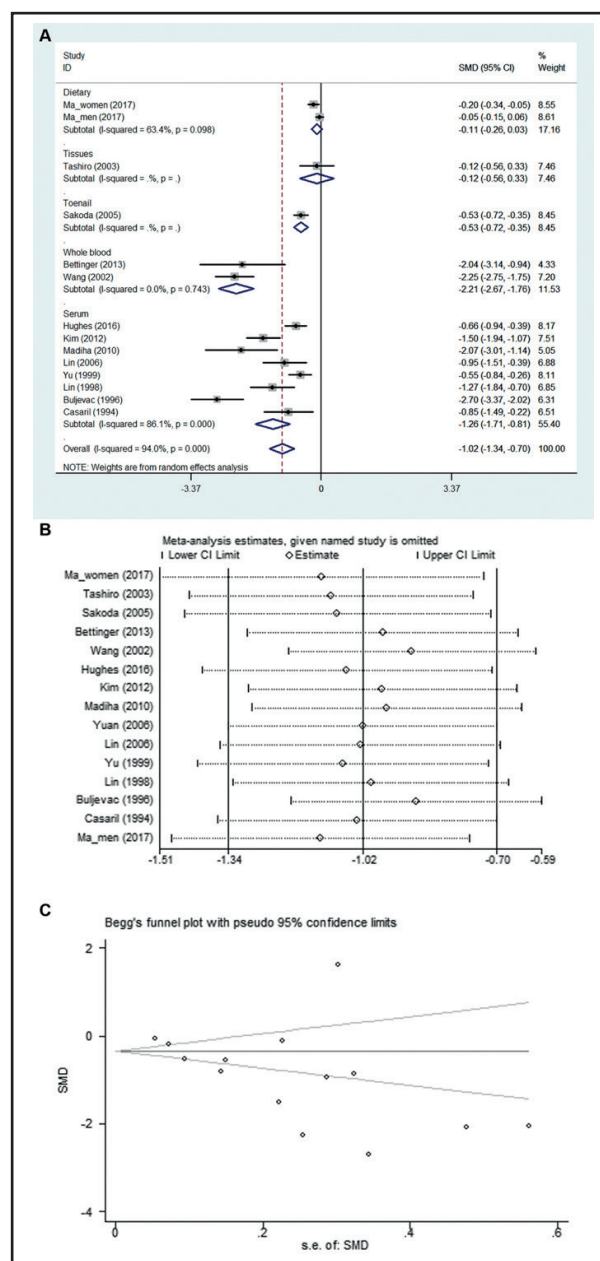 A
Study %
ID SMD (95% CI) Weight
Dietary
Ma_women (2017) -0.20 (-0.34, -0.05) 8.55
Ma_men (2017) -0.05 (-0.15, 0.06) 8.61
Subtotal (I-squared = 63.4%, p = 0.098) -0.11 (-0.26, 0.03) 17.16
.
Tissues
Tashiro (2003) -0.12 (-0.56, 0.33) 7.46
Subtotal (I-squared = .%, p = .) -0.12 (-0.56, 0.33) 7.46
.
Toenail
Sakoda (2005) -0.53 (-0.72, -0.35) 8.45
Subtotal (I-squared = .%, p = .) -0.53 (-0.72, -0.35) 8.45
.
Whole blood
Bettinger (2013) -2.04 (-3.14, -0.94) 4.33
Wang (2002) -2.25 (-2.75, -1.75) 7.20
Subtotal (I-squared = 0.0%, p = 0.743) -2.21 (-2.67, -1.76) 11.53
.
Serum
Hughes (2016) -0.66 (-0.94, -0.39) 8.17
Kim (2012) -1.50 (-1.94, -1.07) 7.51
Madiha (2010) -2.07 (-3.01, -1.14) 5.05
Lin (2006) -0.95 (-1.51, -0.39) 6.88
Yu (1999) -0.55 (-0.84, -0.26) 8.11
Lin (1998) -1.27 (-1.84, -0.70) 6.85
Buljevac (1996) -2.70 (-3.37, -2.02) 6.31
Casaril (1994) -0.85 (-1.49, -0.22) 6.51
Subtotal (I-squared = 86.1%, p = 0.000) -1.26 (-1.71, -0.81) 55.40
.
Overall (I-squared = 94.0%, p = 0.000) -1.02 (-1.34, -0.70) 100.00
NOTE: Weights are from random effects analysis
-3.37 0 3.37
B
Meta-analysis estimates, given named study is omitted
Lower CI Limit Estimate Upper CI Limit
Ma_women (2017)
Tashiro (2003)
Sakoda (2005)
Bettinger (2013)
Wang (2002)
Hughes (2016)
Kim (2012)
Madiha (2010)
Yuan (2006)
Lin (2006)
Yu (1999)
Lin (1998)
Buljevac (1996)
Casaril (1994)
Ma_men (2017)
-1.51 -1.34 -1.02 -0.70 -0.59
C
Begg's funnel plot with pseudo 95% confidence limits
2
0
SMD
-2
-4
0 .2 .4 .6
s.e. of: SMD